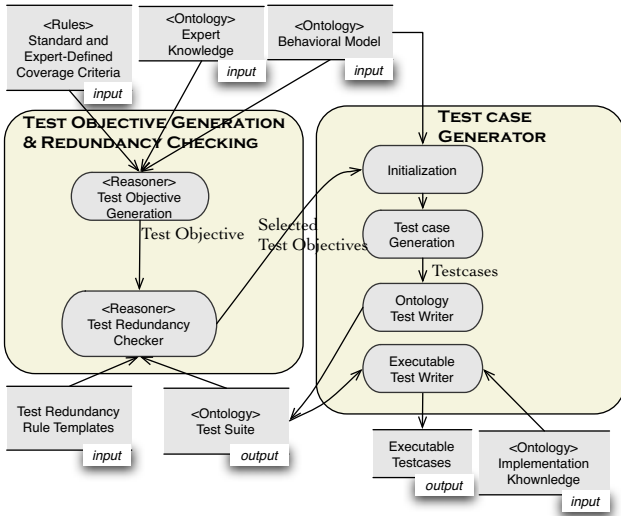 <Rules>
Standard and
Expert-Defined
Coverage Criteria
input
<Ontology>
Expert
Knowledge
input
<Ontology>
Behavioral Model
input
TEST OBJECTIVE GENERATION
& REDUNDANCY CHECKING
TEST CASE
GENERATOR
<Reasoner>
Test Objective
Generation
Test Objective
<Reasoner>
Test Redundancy
Checker
Selected
Test Objectives
Initialization
Test case
Generation
Testcases
Ontology
Test Writer
Executable
Test Writer
Test Redundancy
Rule Templates
input
<Ontology>
Test Suite
output
Executable
Testcases
output
<Ontology>
Implementation
Khownledge
input